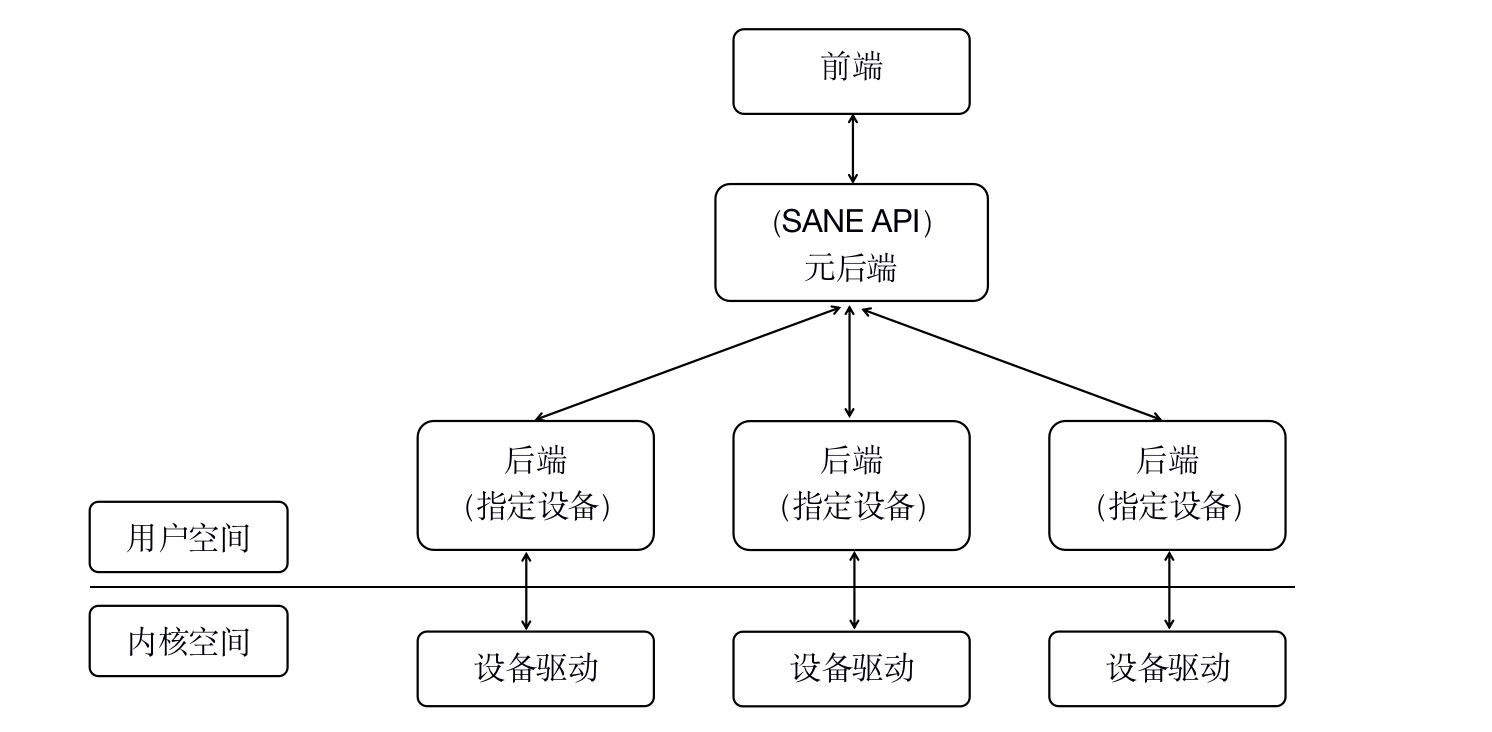 前端
（SANE API）
元后端
后端
（指定设备）
后端
（指定设备）
后端
（指定设备）
用户空间
内核空间
设备驱动
设备驱动
设备驱动